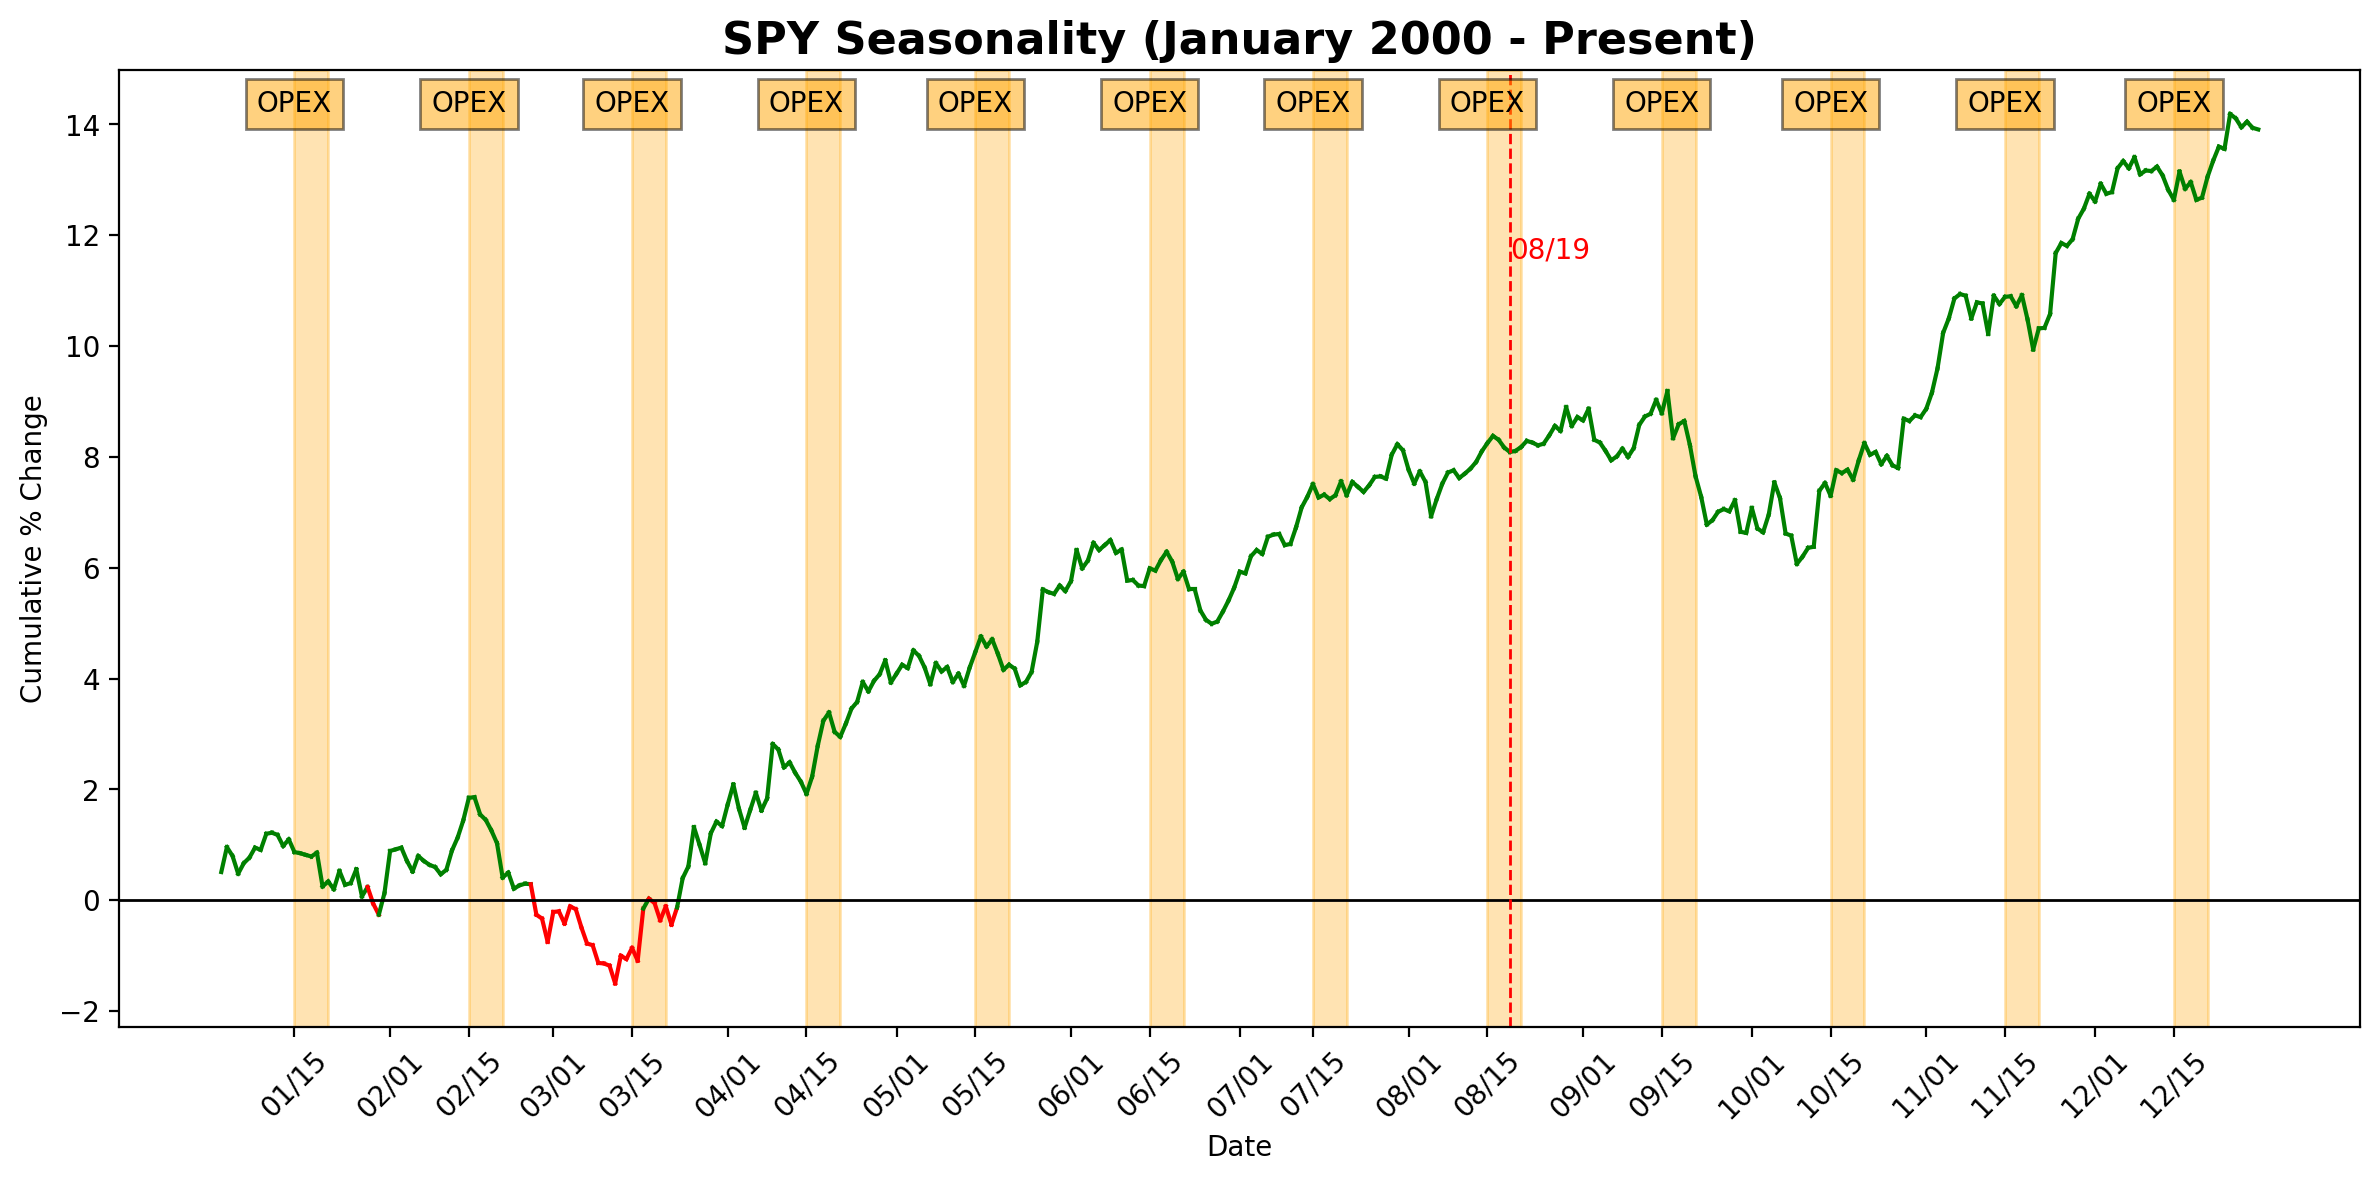 SPY Seasonality (January 2000 - Present)
OPEX OPEX OPEX OPEX OPEX OPEX OPEX OPEX OPEX OPEX OPEX OPEX
14
12
10
8
6
4
2
0
−2
Cumulative % Change
08/19
01/15 02/01 02/15 03/01 03/15 04/01 04/15 05/01 05/15 06/01 06/15 07/01 07/15 08/01 08/15 09/01 09/15 10/01 10/15 11/01 11/15 12/01 12/15
Date